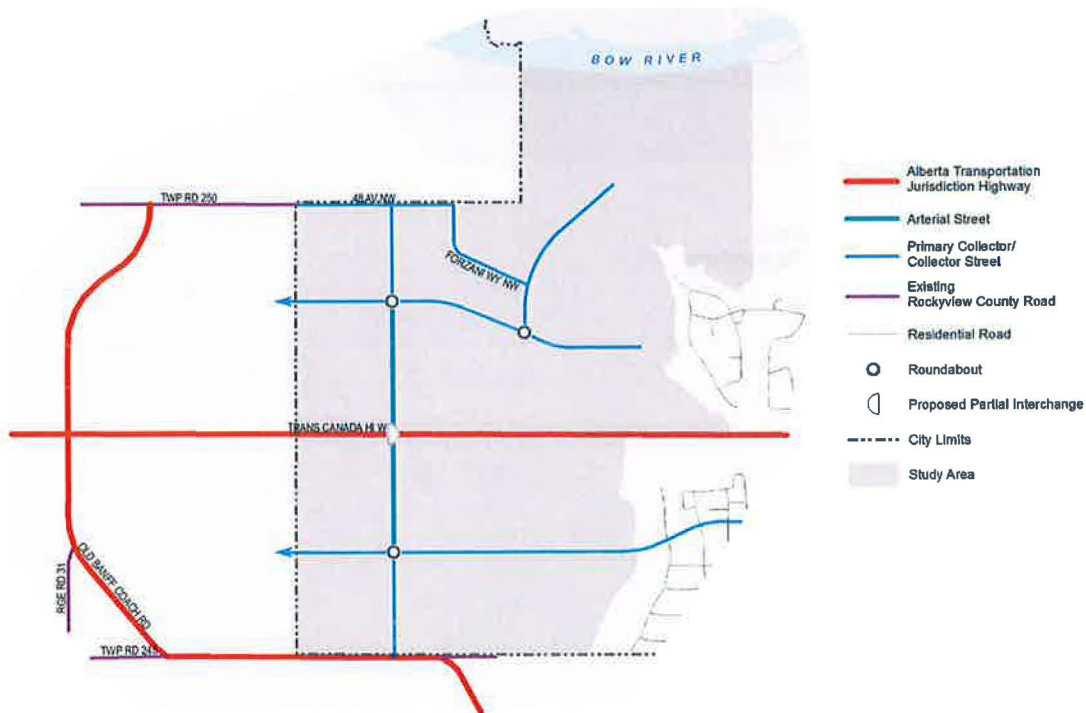 BOW RIVER
TWP RD 250
48 AV NW
FORZANI WY NW
TRANS CANADA HI W
OLD BANFF COACH RD
RGE RD 31
TWP RD 245
Alberta Transportation
Jurisdiction Highway
Arterial Street
Primary Collector/
Collector Street
Existing
Rockyview County Road
Residential Road
Roundabout
Proposed Partial Interchange
City Limits
Study Area